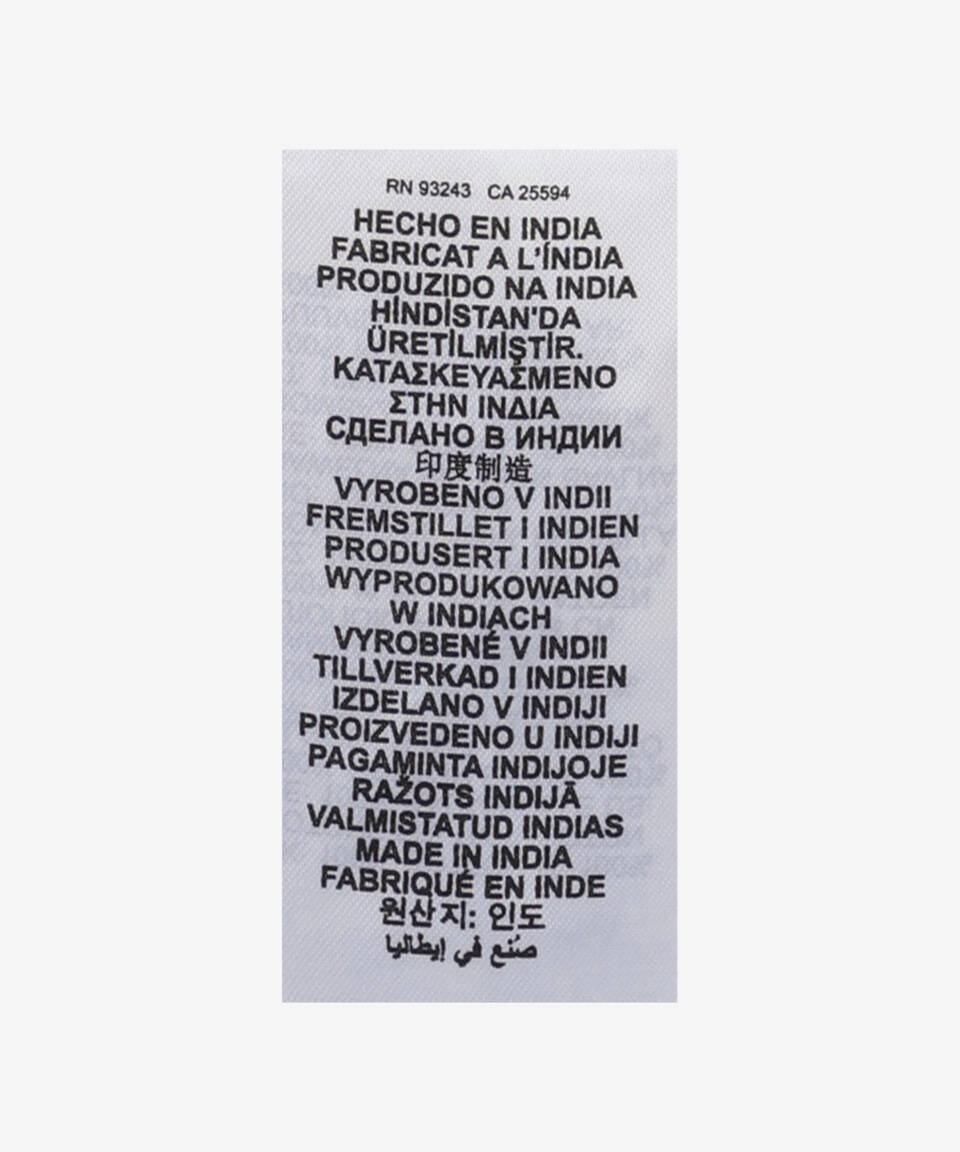 RN 93243 CA 25594
HECHO EN INDIA
FABRICAT A L'ÍNDIA
PRODUZIDO NA INDIA
HİNDİSTAN'DA
ÜRETİLMİŞTİR.
ΚΑΤΑΣΚΕΥΑΣΜΕΝΟ
ΣΤΗΝ ΙΝΔΙΑ
СДЕЛАНО В ИНДИИ
印度制造
VYROBENO V INDII
FREMSTILLET I INDIEN
PRODUSERT I INDIA
WYPRODUKOWANO
W INDIACH
VYROBENÉ V INDII
TILLVERKAD I INDIEN
IZDELANO V INDIJI
PROIZVEDENO U INDIJI
PAGAMINTA INDIJOJE
RAŽOTS INDIJĀ
VALMISTATUD INDIAS
MADE IN INDIA
FABRIQUÉ EN INDE
원산지: 인도
صُنع في إيطاليا